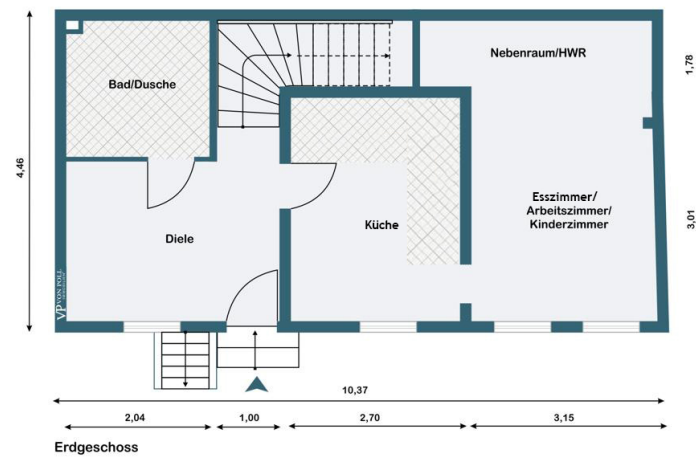 Bad/Dusche
Nebenraum/HWR
1,78
4,46
Esszimmer/
Arbeitszimmer/
Kinderzimmer
3,01
Küche
Diele
VP VON POLL
10,37
2,04
1,00
2,70
3,15
Erdgeschoss